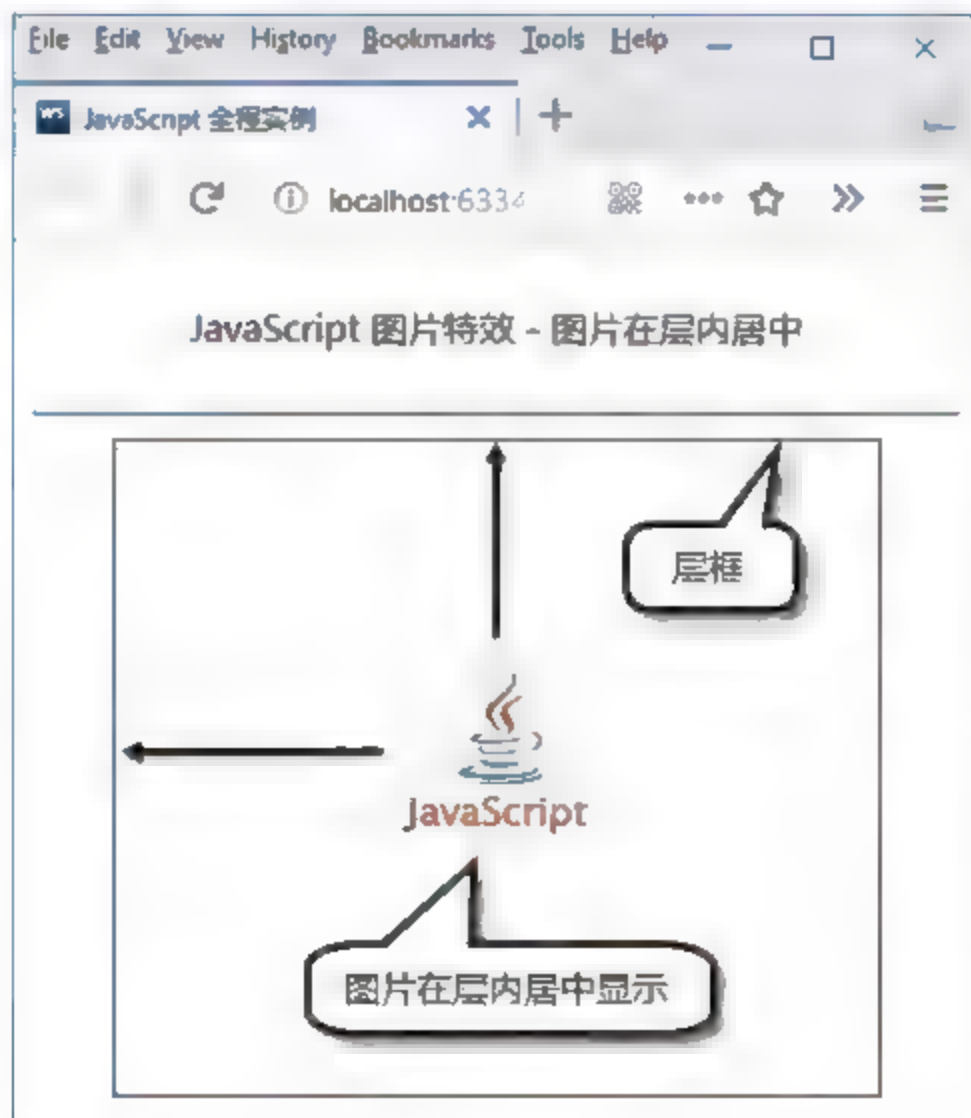 File Edit View History Bookmarks Tools Help
JavaScript 全程实例
localhost:6334
JavaScript 图片特效 - 图片在层内居中
层框
JavaScript
图片在层内居中显示